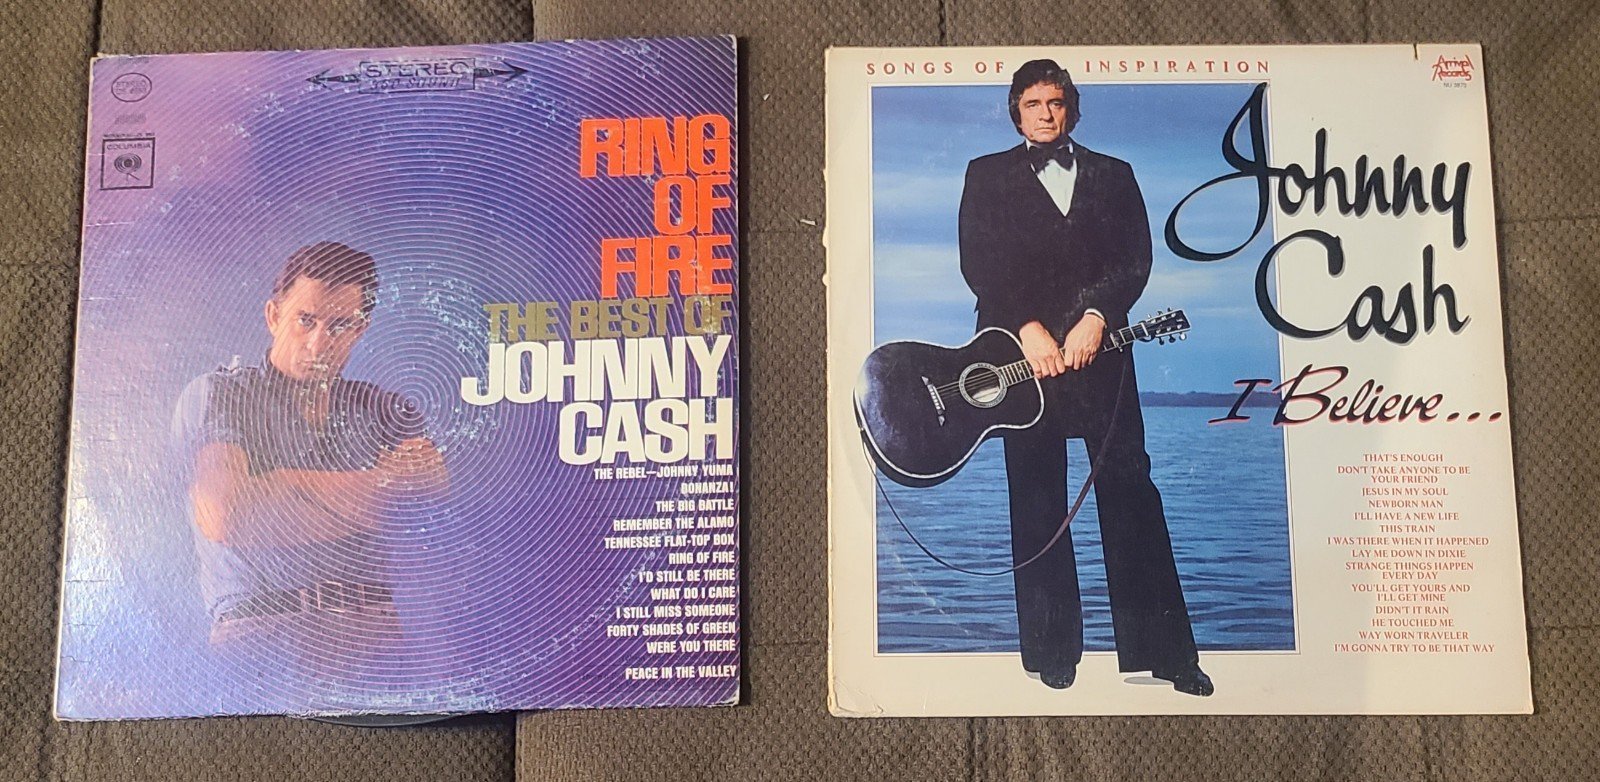 STEREO
360 SOUND
COLUMBIA
RING
OF
FIRE
THE BEST OF
JOHNNY
CASH
THE REBEL—JOHNNY YUMA
BONANZA!
THE BIG BATTLE
REMEMBER THE ALAMO
TENNESSEE FLAT-TOP BOX
RING OF FIRE
I'D STILL BE THERE
WHAT DO I CARE
I STILL MISS SOMEONE
FORTY SHADES OF GREEN
WERE YOU THERE
PEACE IN THE VALLEY
SONGS OF INSPIRATION
Arrival
Records
Johnny
Cash
I Believe...
THAT'S ENOUGH
DON'T TAKE ANYONE TO BE
YOUR FRIEND
JESUS IN MY SOUL
NEWBORN MAN
I'LL HAVE A NEW LIFE
THIS TRAIN
I WAS THERE WHEN IT HAPPENED
LAY ME DOWN IN DIXIE
STRANGE THINGS HAPPEN
EVERY DAY
YOU'LL GET YOURS AND
I'LL GET MINE
DIDN'T IT RAIN
HE TOUCHED ME
WAY WORN TRAVELER
I'M GONNA TRY TO BE THAT WAY